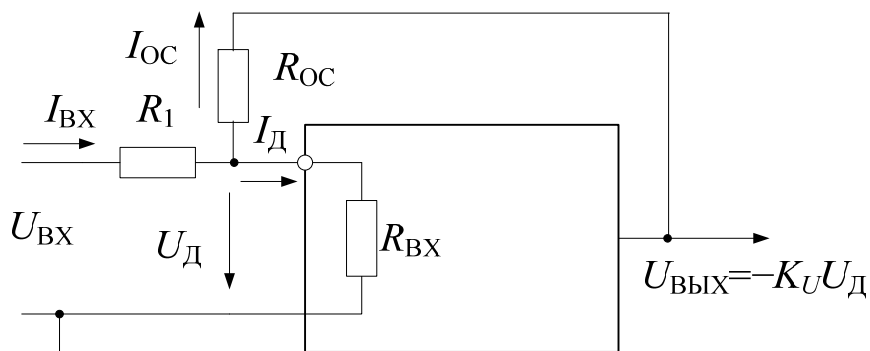 I_ОС
R_ОС
I_ВХ
R_1
I_Д
U_ВХ
U_Д
R_ВХ
U_ВЫХ=–K_U U_Д